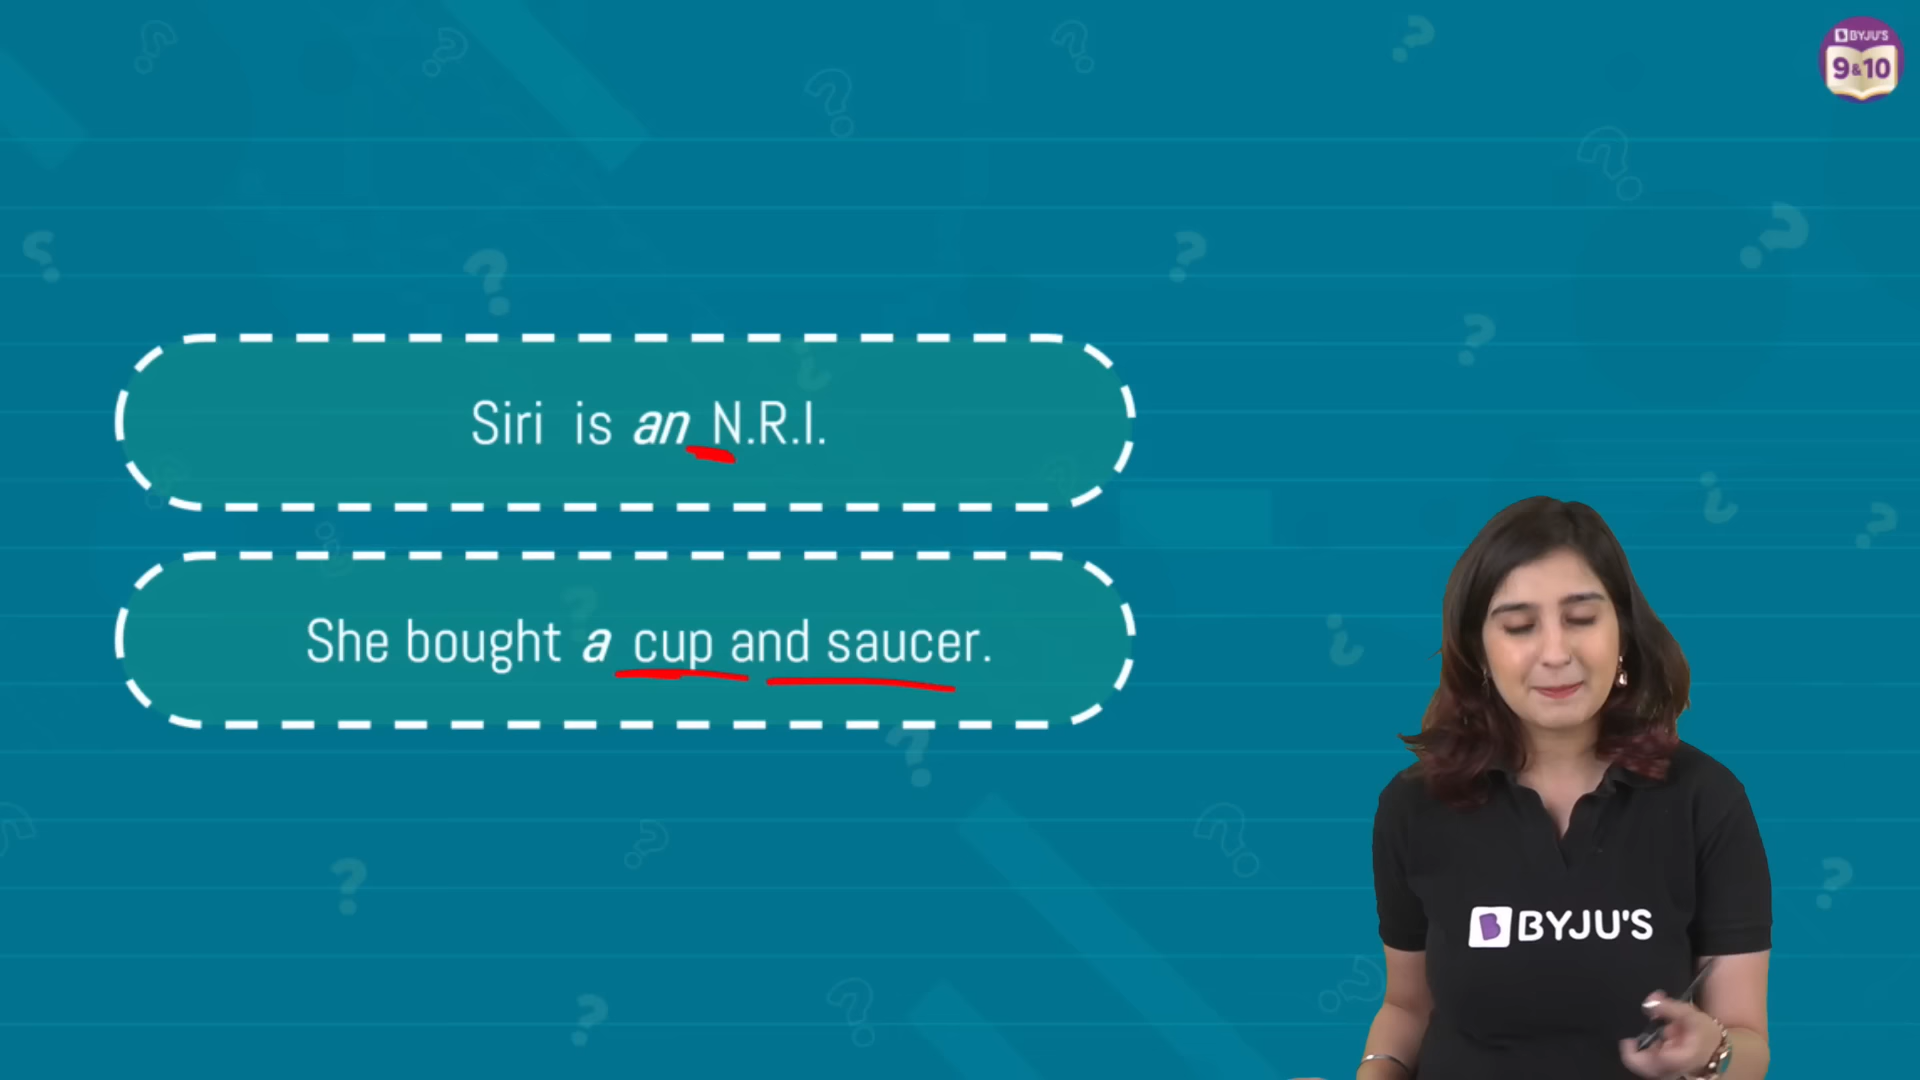 BYJU'S
9&10
Siri is an N.R.I.
She bought a cup and saucer.
BYJU'S